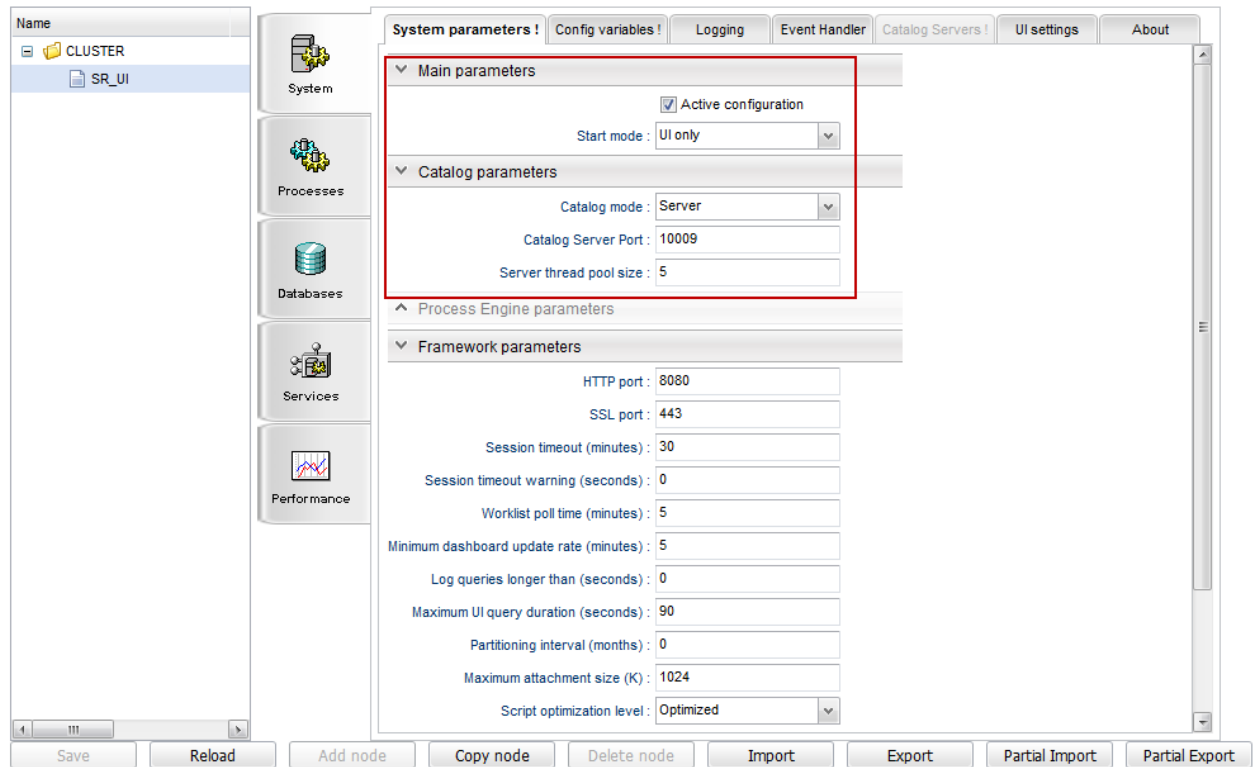 Name
CLUSTER
SR_UI
System
Processes
Databases
Services
Performance
System parameters ! Config variables ! Logging Event Handler Catalog Servers ! UI settings About
Main parameters
Active configuration
Start mode : UI only
Catalog parameters
Catalog mode : Server
Catalog Server Port : 10009
Server thread pool size : 5
Process Engine parameters
Framework parameters
HTTP port : 8080
SSL port : 443
Session timeout (minutes) : 30
Session timeout warning (seconds) : 0
Worklist poll time (minutes) : 5
Minimum dashboard update rate (minutes) : 5
Log queries longer than (seconds) : 0
Maximum UI query duration (seconds) : 90
Partitioning interval (months) : 0
Maximum attachment size (K) : 1024
Script optimization level : Optimized
Save Reload Add node Copy node Delete node Import Export Partial Import Partial Export